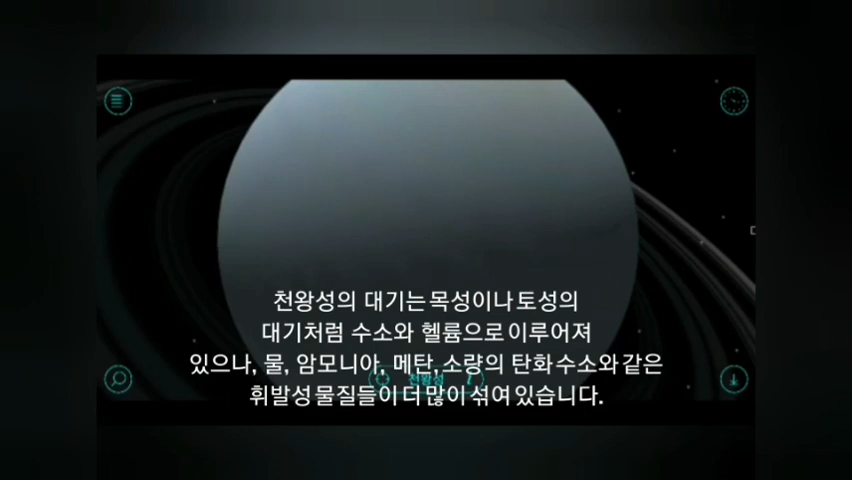 천왕성의 대기는 목성이나 토성의
대기처럼 수소와 헬륨으로 이루어져
있으나, 물, 암모니아, 메탄,소량의 탄화수소와 같은
천왕성
휘발성 물질들이 더 많이 섞여 있습니다.